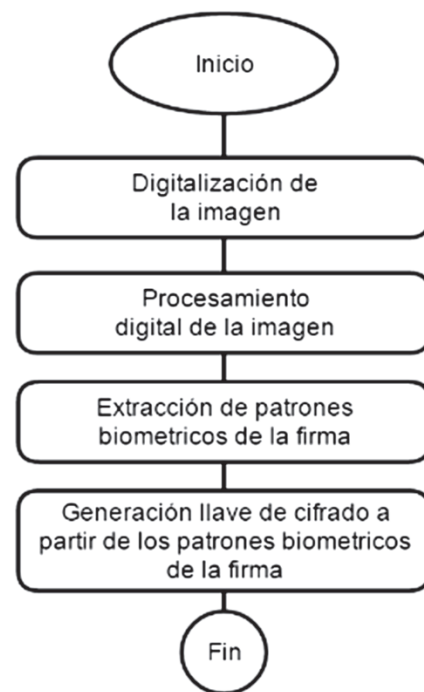 Inicio
Digitalización de
la imagen
Procesamiento
digital de la imagen
Extracción de patrones
biometricos de la firma
Generación llave de cifrado a
partir de los patrones biometricos
de la firma
Fin